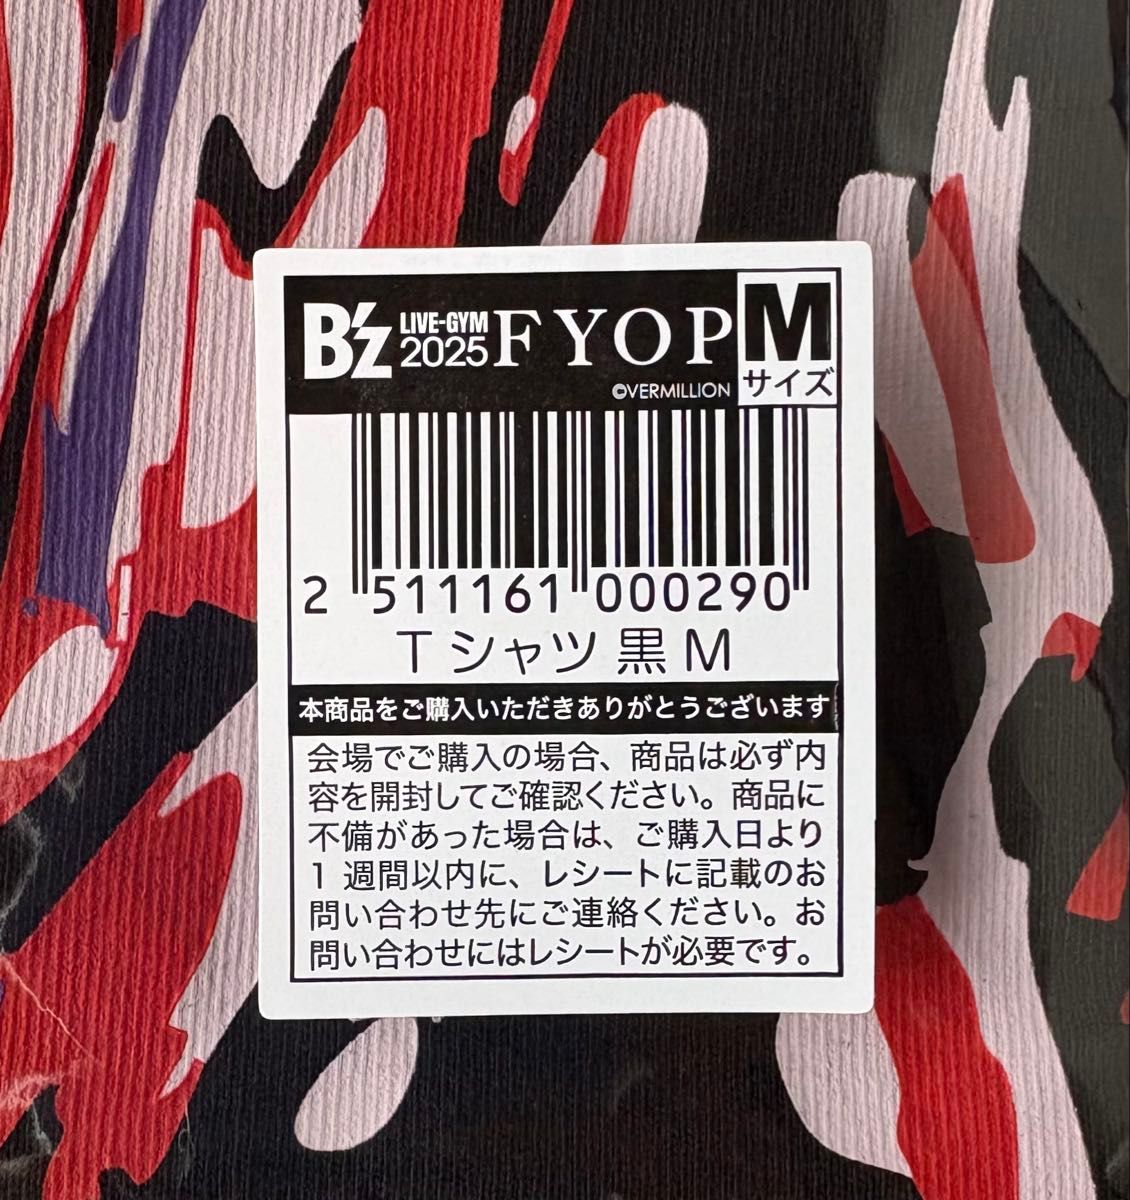 B'z LIVE-GYM 2025 FYOP M
©VERMILLION サイズ
2 511161 000290
Tシャツ 黒 M
本商品をご購入いただきありがとうございます
会場でご購入の場合、商品は必ず内
容を開封してご確認ください。商品に
不備があった場合は、ご購入日より
1 週間以内に、レシートに記載のお
問い合わせ先にご連絡ください。お
問い合わせにはレシートが必要です。